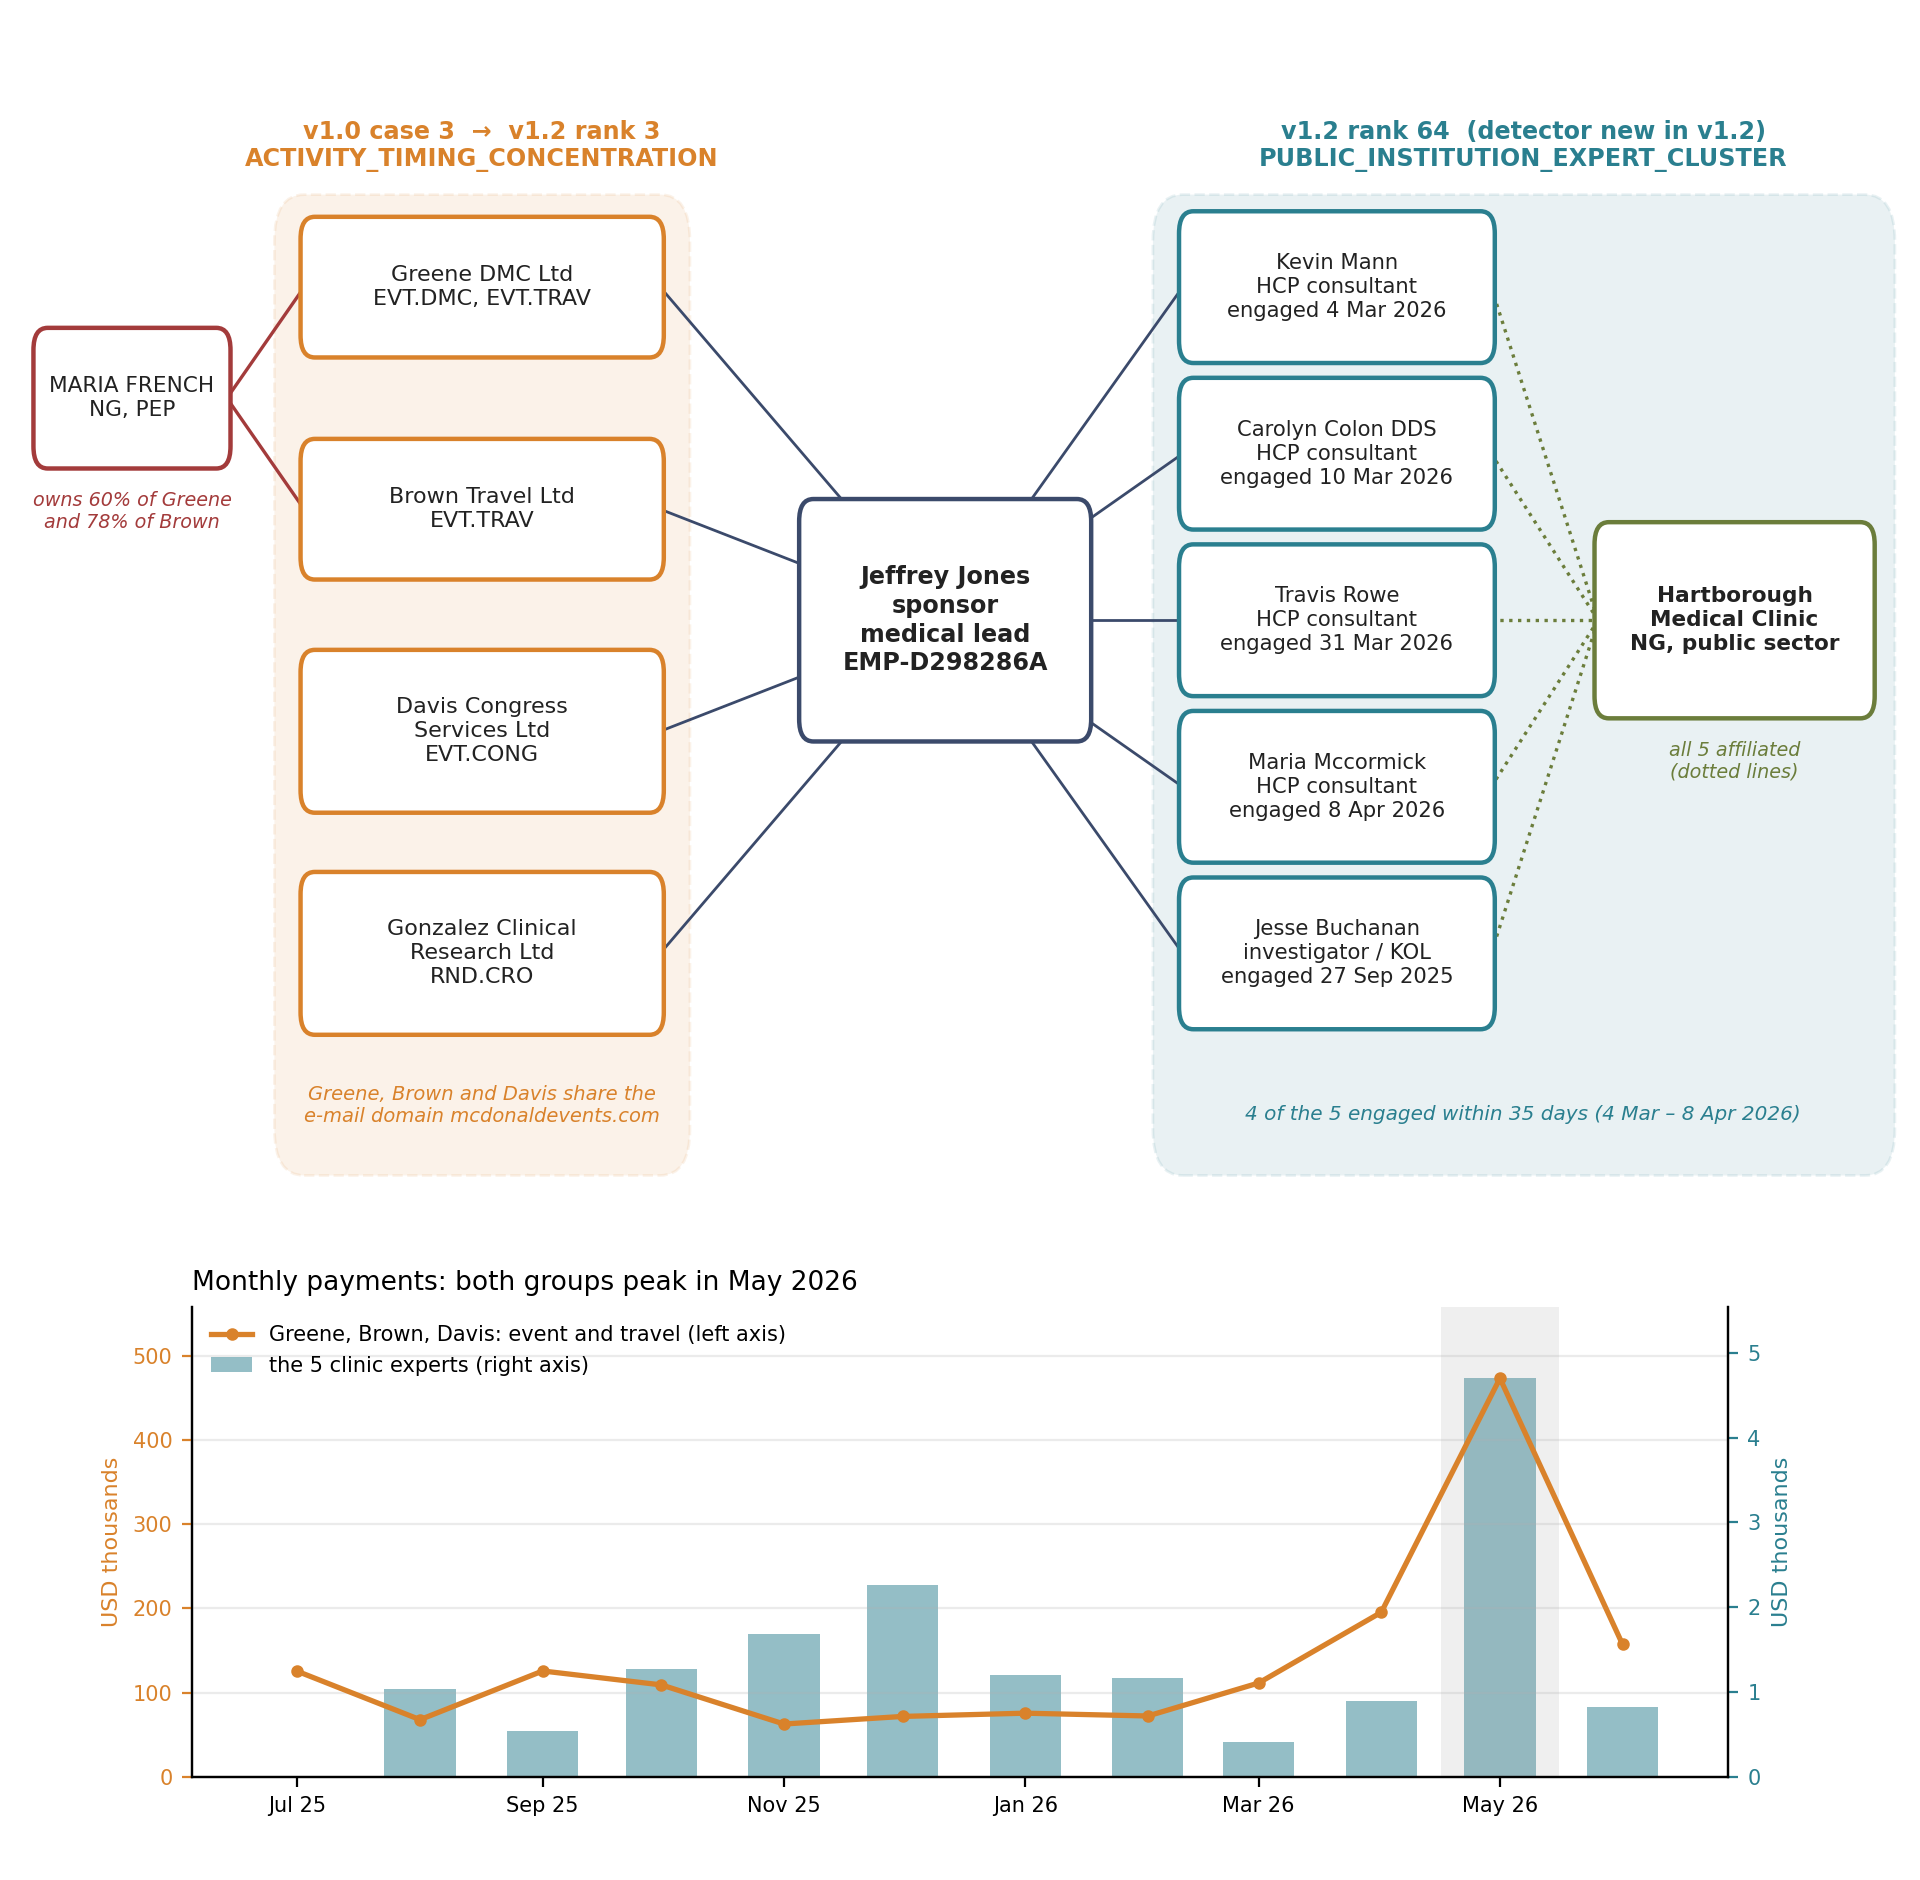 v1.0 case 3 → v1.2 rank 3
ACTIVITY_TIMING_CONCENTRATION
v1.2 rank 64 (detector new in v1.2)
PUBLIC_INSTITUTION_EXPERT_CLUSTER
MARIA FRENCH
NG, PEP
owns 60% of Greene
and 78% of Brown
Greene DMC Ltd
EVT.DMC, EVT.TRAV
Brown Travel Ltd
EVT.TRAV
Davis Congress
Services Ltd
EVT.CONG
Gonzalez Clinical
Research Ltd
RND.CRO
Greene, Brown and Davis share the
e-mail domain mcdonaldevents.com
Jeffrey Jones
sponsor
medical lead
EMP-D298286A
Kevin Mann
HCP consultant
engaged 4 Mar 2026
Carolyn Colon DDS
HCP consultant
engaged 10 Mar 2026
Travis Rowe
HCP consultant
engaged 31 Mar 2026
Maria Mccormick
HCP consultant
engaged 8 Apr 2026
Jesse Buchanan
investigator / KOL
engaged 27 Sep 2025
Hartborough
Medical Clinic
NG, public sector
all 5 affiliated
(dotted lines)
4 of the 5 engaged within 35 days (4 Mar – 8 Apr 2026)
Monthly payments: both groups peak in May 2026
Greene, Brown, Davis: event and travel (left axis)
the 5 clinic experts (right axis)
USD thousands
500
400
300
200
100
0
5
4
3
2
1
0
USD thousands
Jul 25
Sep 25
Nov 25
Jan 26
Mar 26
May 26